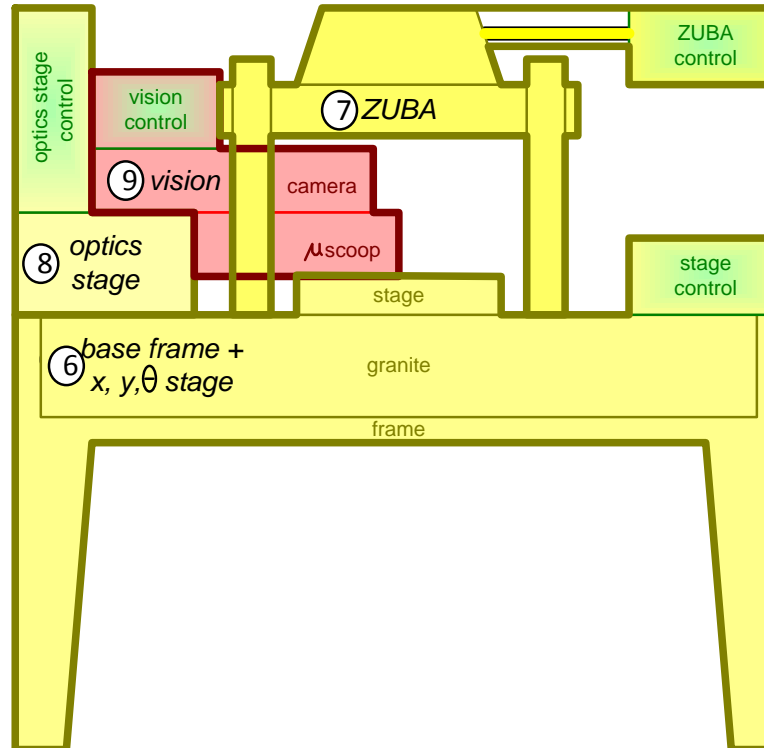 optics stage
control
ZUBA
control
vision
control
7 ZUBA
9 vision
camera
8 optics
stage
μscoop
stage
control
stage
6 base frame +
x, y,θ stage
granite
frame